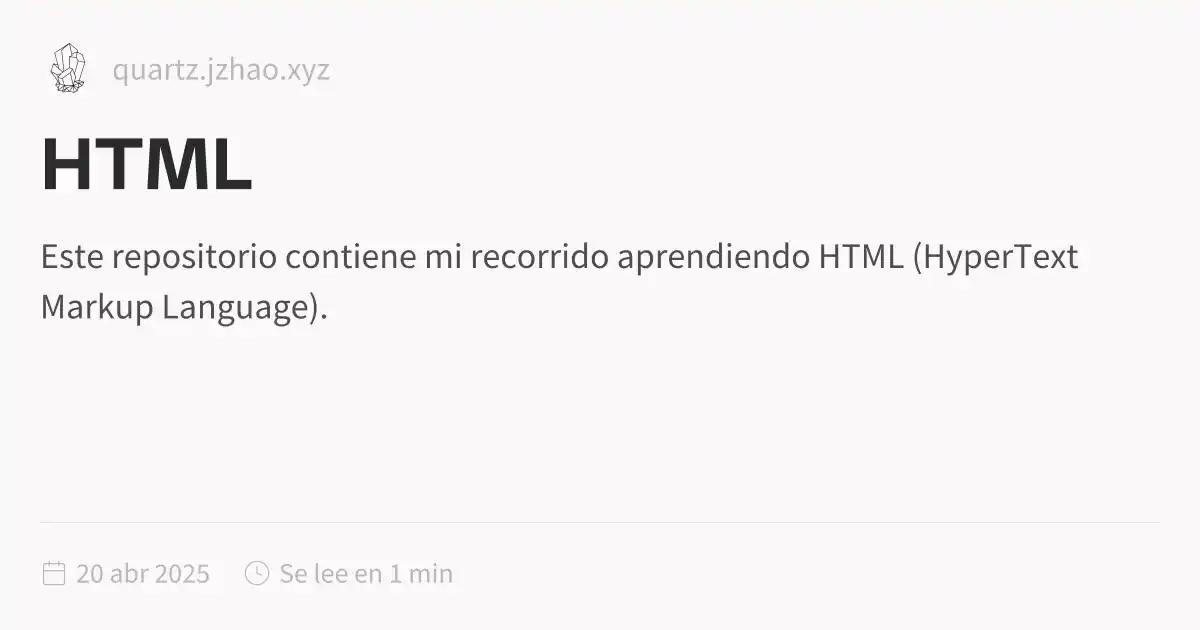 quartz.jzhao.xyz
HTML
Este repositorio contiene mi recorrido aprendiendo HTML (HyperText
Markup Language).
20 abr 2025 Se lee en 1 min